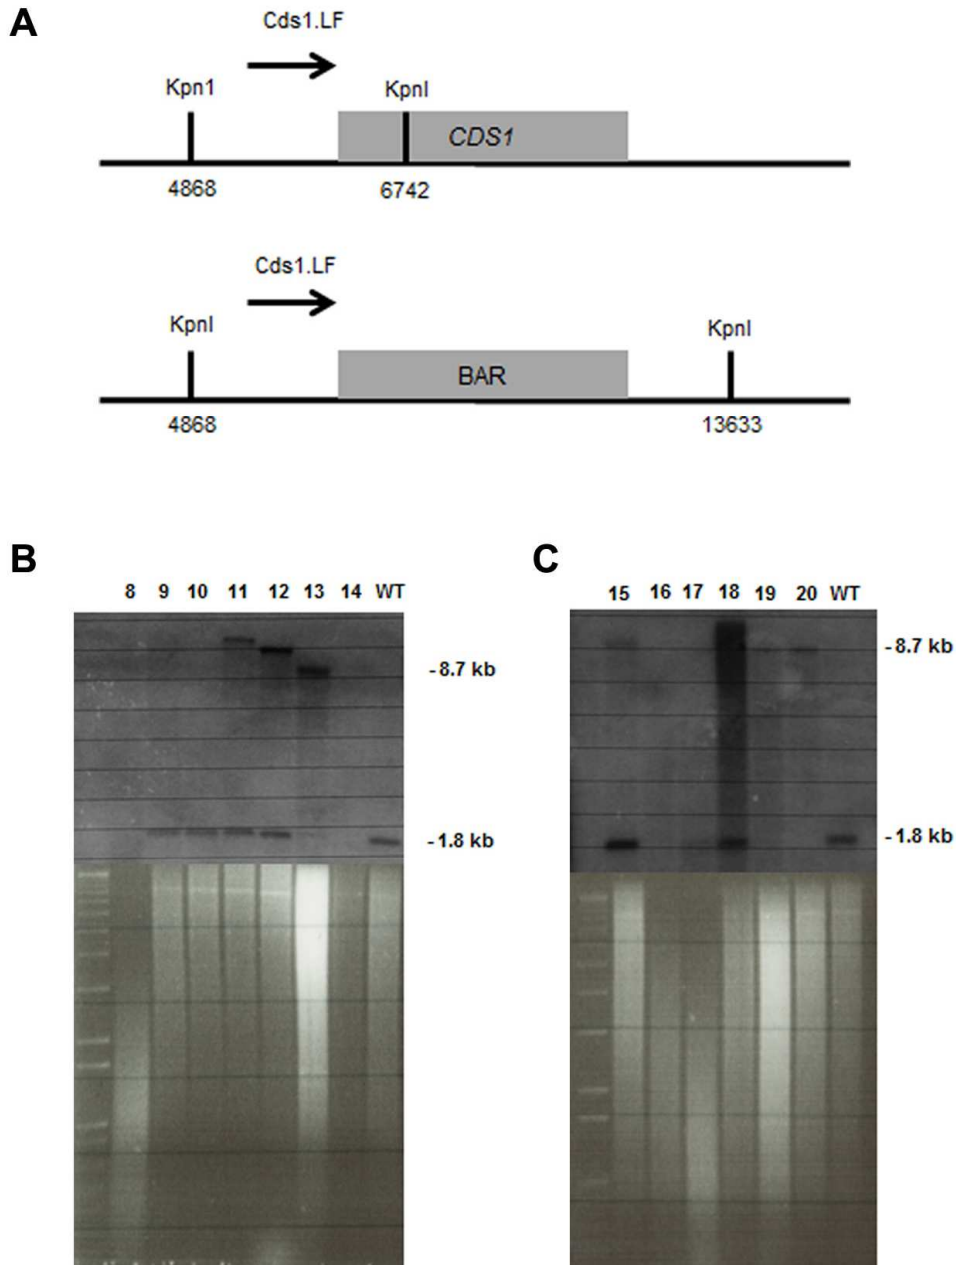 A
Cds1.LF
Kpn1 KpnI
CDS1
4868 6742
Cds1.LF
KpnI KpnI
BAR
4868 13633
B
8 9 10 11 12 13 14 WT
- 8.7 kb
- 1.8 kb
C
15 16 17 18 19 20 WT
- 8.7 kb
- 1.8 kb